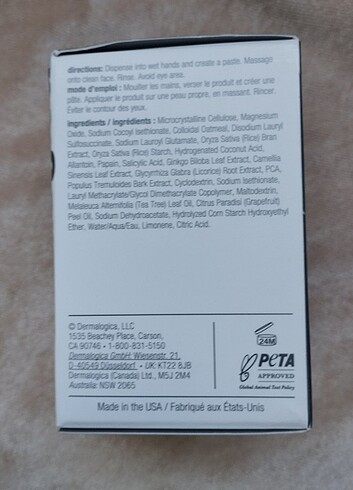 directions: Dispense into wet hands and create a paste. Massage
onto clean face. Rinse. Avoid eye area.
mode d'emploi : Mouiller les mains, verser le produit et créer une
pâte. Appliquer le produit sur une peau propre, en massant. Rincer.
Éviter le contour des yeux.
ingredients / ingrédients : Microcrystalline Cellulose, Magnesium
Oxide, Sodium Cocoyl Isethionate, Colloidal Oatmeal, Disodium Lauryl
Sulfosuccinate, Sodium Lauroyl Glutamate, Oryza Sativa (Rice) Bran
Extract, Oryza Sativa (Rice) Starch, Hydrogenated Coconut Acid,
Allantoin, Papain, Salicylic Acid, Ginkgo Biloba Leaf Extract, Camellia
Sinensis Leaf Extract, Glycyrrhiza Glabra (Licorice) Root Extract, PCA,
Populus Tremuloides Bark Extract, Cyclodextrin, Sodium Isethionate,
Lauryl Methacrylate/Glycol Dimethacrylate Copolymer, Maltodextrin,
Melaleuca Alternifolia (Tea Tree) Leaf Oil, Citrus Paradisi (Grapefruit)
Peel Oil, Sodium Dehydroacetate, Hydrolyzed Corn Starch Hydroxyethyl
Ether, Water/Aqua/Eau, Limonene, Citric Acid.
© Dermalogica, LLC
1535 Beachey Place, Carson,
CA 90746 • 1-800-831-5150
Dermalogica GmbH: Wiesenstr. 21,
D-40549 Düsseldorf • UK: KT22 8JB
Dermalogica (Canada) Ltd., M5J 2M4
Australia: NSW 2065
24M
PETA
APPROVED
Global Animal Test Policy
Made in the USA / Fabriqué aux États-Unis